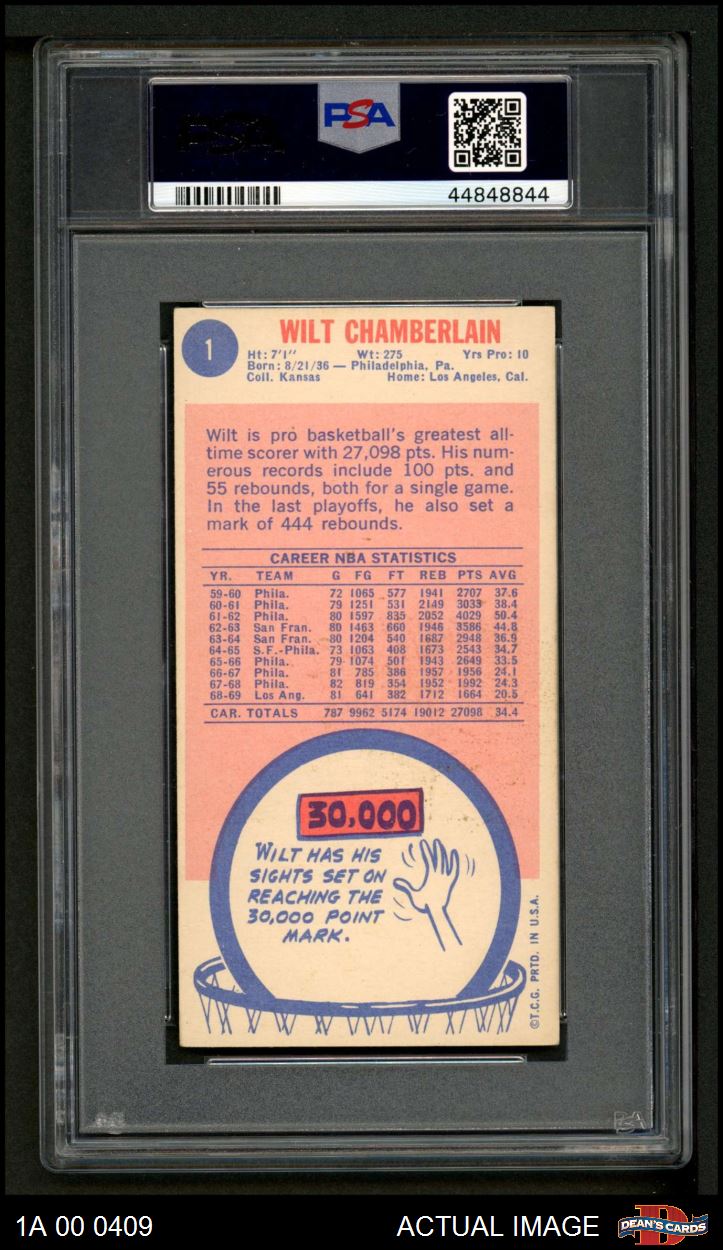 PSA
44848844
1
WILT CHAMBERLAIN
Ht: 7'1" Wt: 275 Yrs Pro: 10
Born: 8/21/36 — Philadelphia, Pa.
Coll. Kansas Home: Los Angeles, Cal.
Wilt is pro basketball's greatest all-
time scorer with 27,098 pts. His num-
erous records include 100 pts. and
55 rebounds, both for a single game.
In the last playoffs, he also set a
mark of 444 rebounds.
CAREER NBA STATISTICS
YR. TEAM G FG FT REB PTS AVG
59-60 Phila. 72 1065 577 1941 2707 37.6
60-61 Phila. 79 1251 531 2149 3033 38.4
61-62 Phila. 80 1597 835 2052 4029 50.4
62-63 San Fran. 80 1463 660 1946 3586 44.8
63-64 San Fran. 80 1204 540 1687 2948 36.9
64-65 S.F.-Phila. 73 1063 408 1673 2543 34.7
65-66 Phila. 79 1074 501 1943 2649 33.5
66-67 Phila. 81 785 386 1957 1956 24.1
67-68 Phila. 82 819 354 1952 1992 24.3
68-69 Los Ang. 81 641 382 1712 1664 20.5
CAR. TOTALS 787 9962 5174 19012 27098 34.4
30,000
WILT HAS HIS
SIGHTS SET ON
REACHING THE
30,000 POINT
MARK.
©T.C.G. PRTD. IN U.S.A.
PSA
1A 00 0409
ACTUAL IMAGE
DEAN'S CARDS